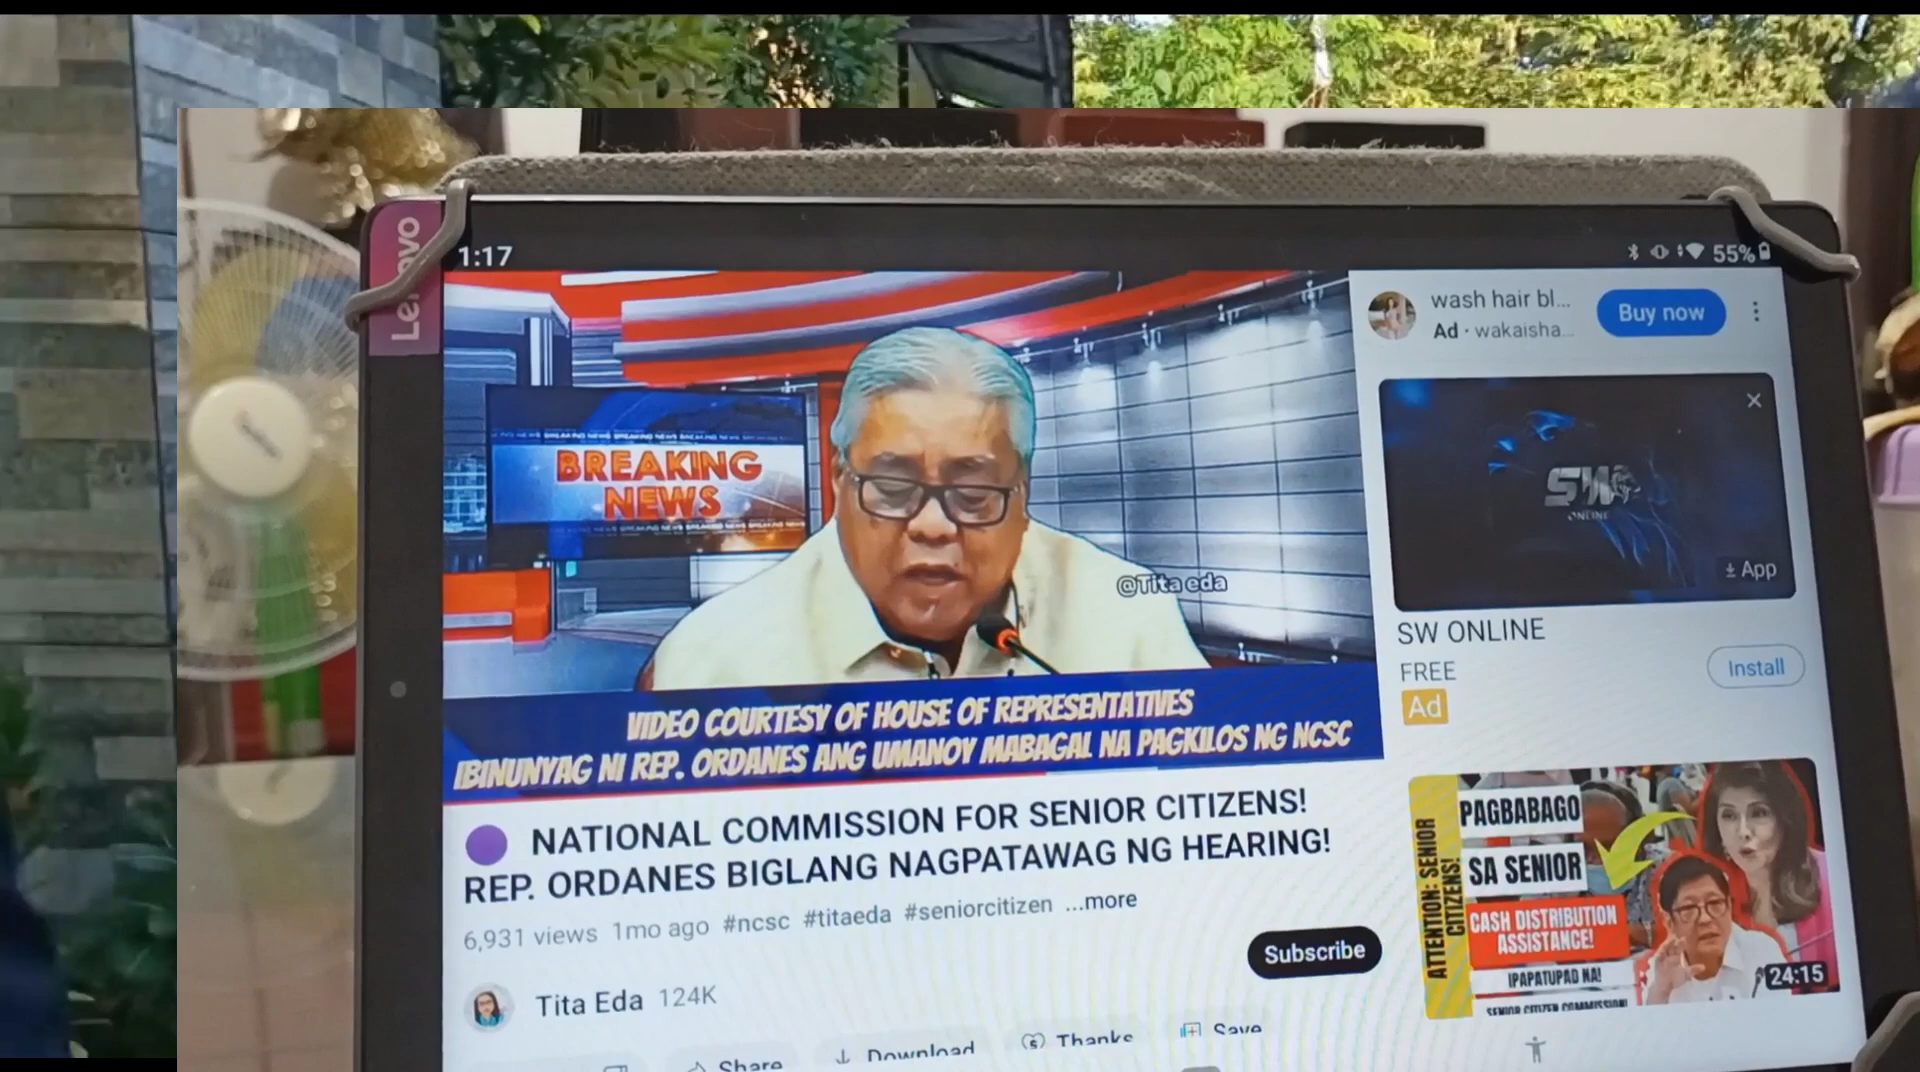 Lenovo
1:17
55%
BREAKING
NEWS
@Tita eda
VIDEO COURTESY OF HOUSE OF REPRESENTATIVES
IBINUNYAG NI REP. ORDANES ANG UMANOY MABAGAL NA PAGKILOS NG NCSC
NATIONAL COMMISSION FOR SENIOR CITIZENS!
REP. ORDANES BIGLANG NAGPATAWAG NG HEARING!
6,931 views 1mo ago #ncsc #titaeda #seniorcitizen ...more
Subscribe
Tita Eda 124K
Share
Download
Thanks
Save
wash hair bl...
Ad · wakaisha...
Buy now
SW
ONLINE
App
SW ONLINE
FREE
Install
Ad
ATTENTION: SENIOR
CITIZENS!
PAGBABAGO
SA SENIOR
CASH DISTRIBUTION
ASSISTANCE!
IPAPATUPAD NA!
SENIOR CITIZEN COMMISSION!
24:15